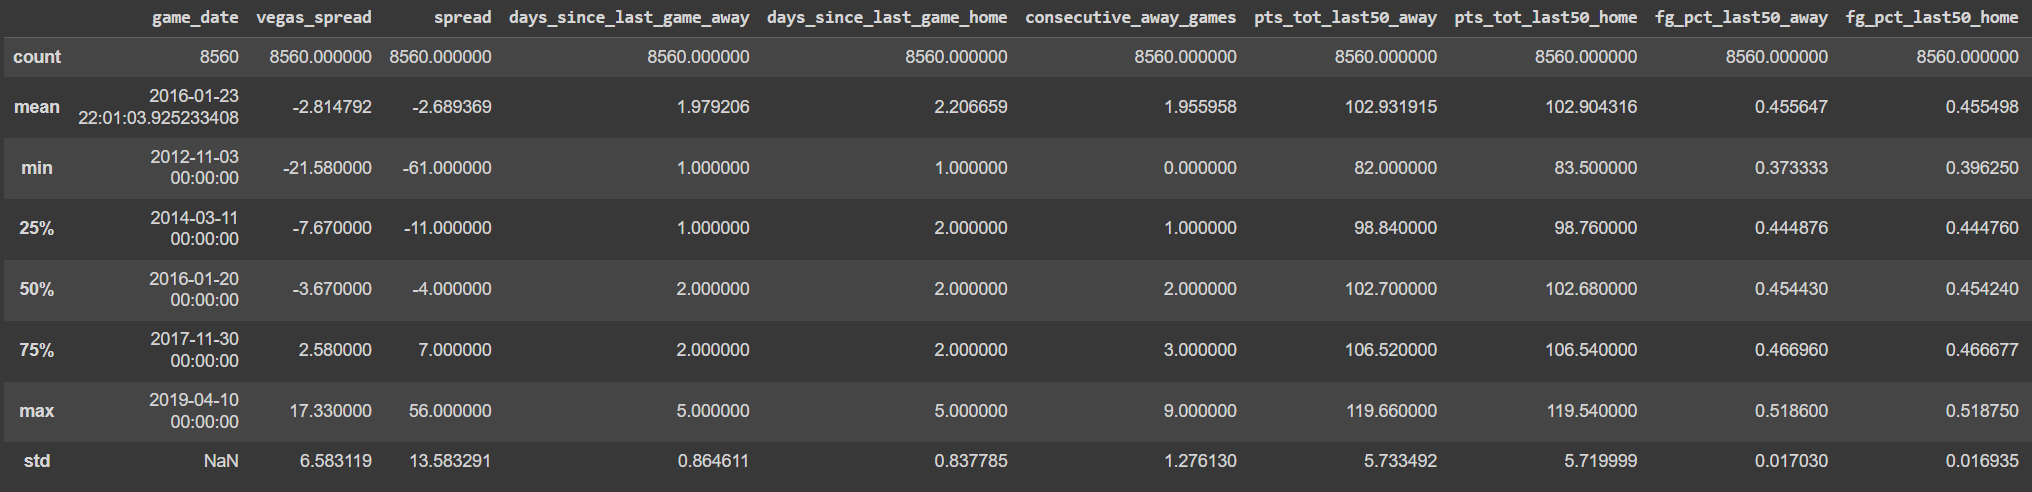 game_date vegas_spread spread days_since_last_game_away days_since_last_game_home consecutive_away_games pts_tot_last50_away pts_tot_last50_home fg_pct_last50_away fg_pct_last50_home
count 8560 8560.000000 8560.000000 8560.000000 8560.000000 8560.000000 8560.000000 8560.000000 8560.000000 8560.000000
mean 2016-01-23 22:01:03.925233408 -2.814792 -2.689369 1.979206 2.206659 1.955958 102.931915 102.904316 0.455647 0.455498
min 2012-11-03 00:00:00 -21.580000 -61.000000 1.000000 1.000000 0.000000 82.000000 83.500000 0.373333 0.396250
25% 2014-03-11 00:00:00 -7.670000 -11.000000 1.000000 2.000000 1.000000 98.840000 98.760000 0.444876 0.444760
50% 2016-01-20 00:00:00 -3.670000 -4.000000 2.000000 2.000000 2.000000 102.700000 102.680000 0.454430 0.454240
75% 2017-11-30 00:00:00 2.580000 7.000000 2.000000 2.000000 3.000000 106.520000 106.540000 0.466960 0.466677
max 2019-04-10 00:00:00 17.330000 56.000000 5.000000 5.000000 9.000000 119.660000 119.540000 0.518600 0.518750
std NaN 6.583119 13.583291 0.864611 0.837785 1.276130 5.733492 5.719999 0.017030 0.016935